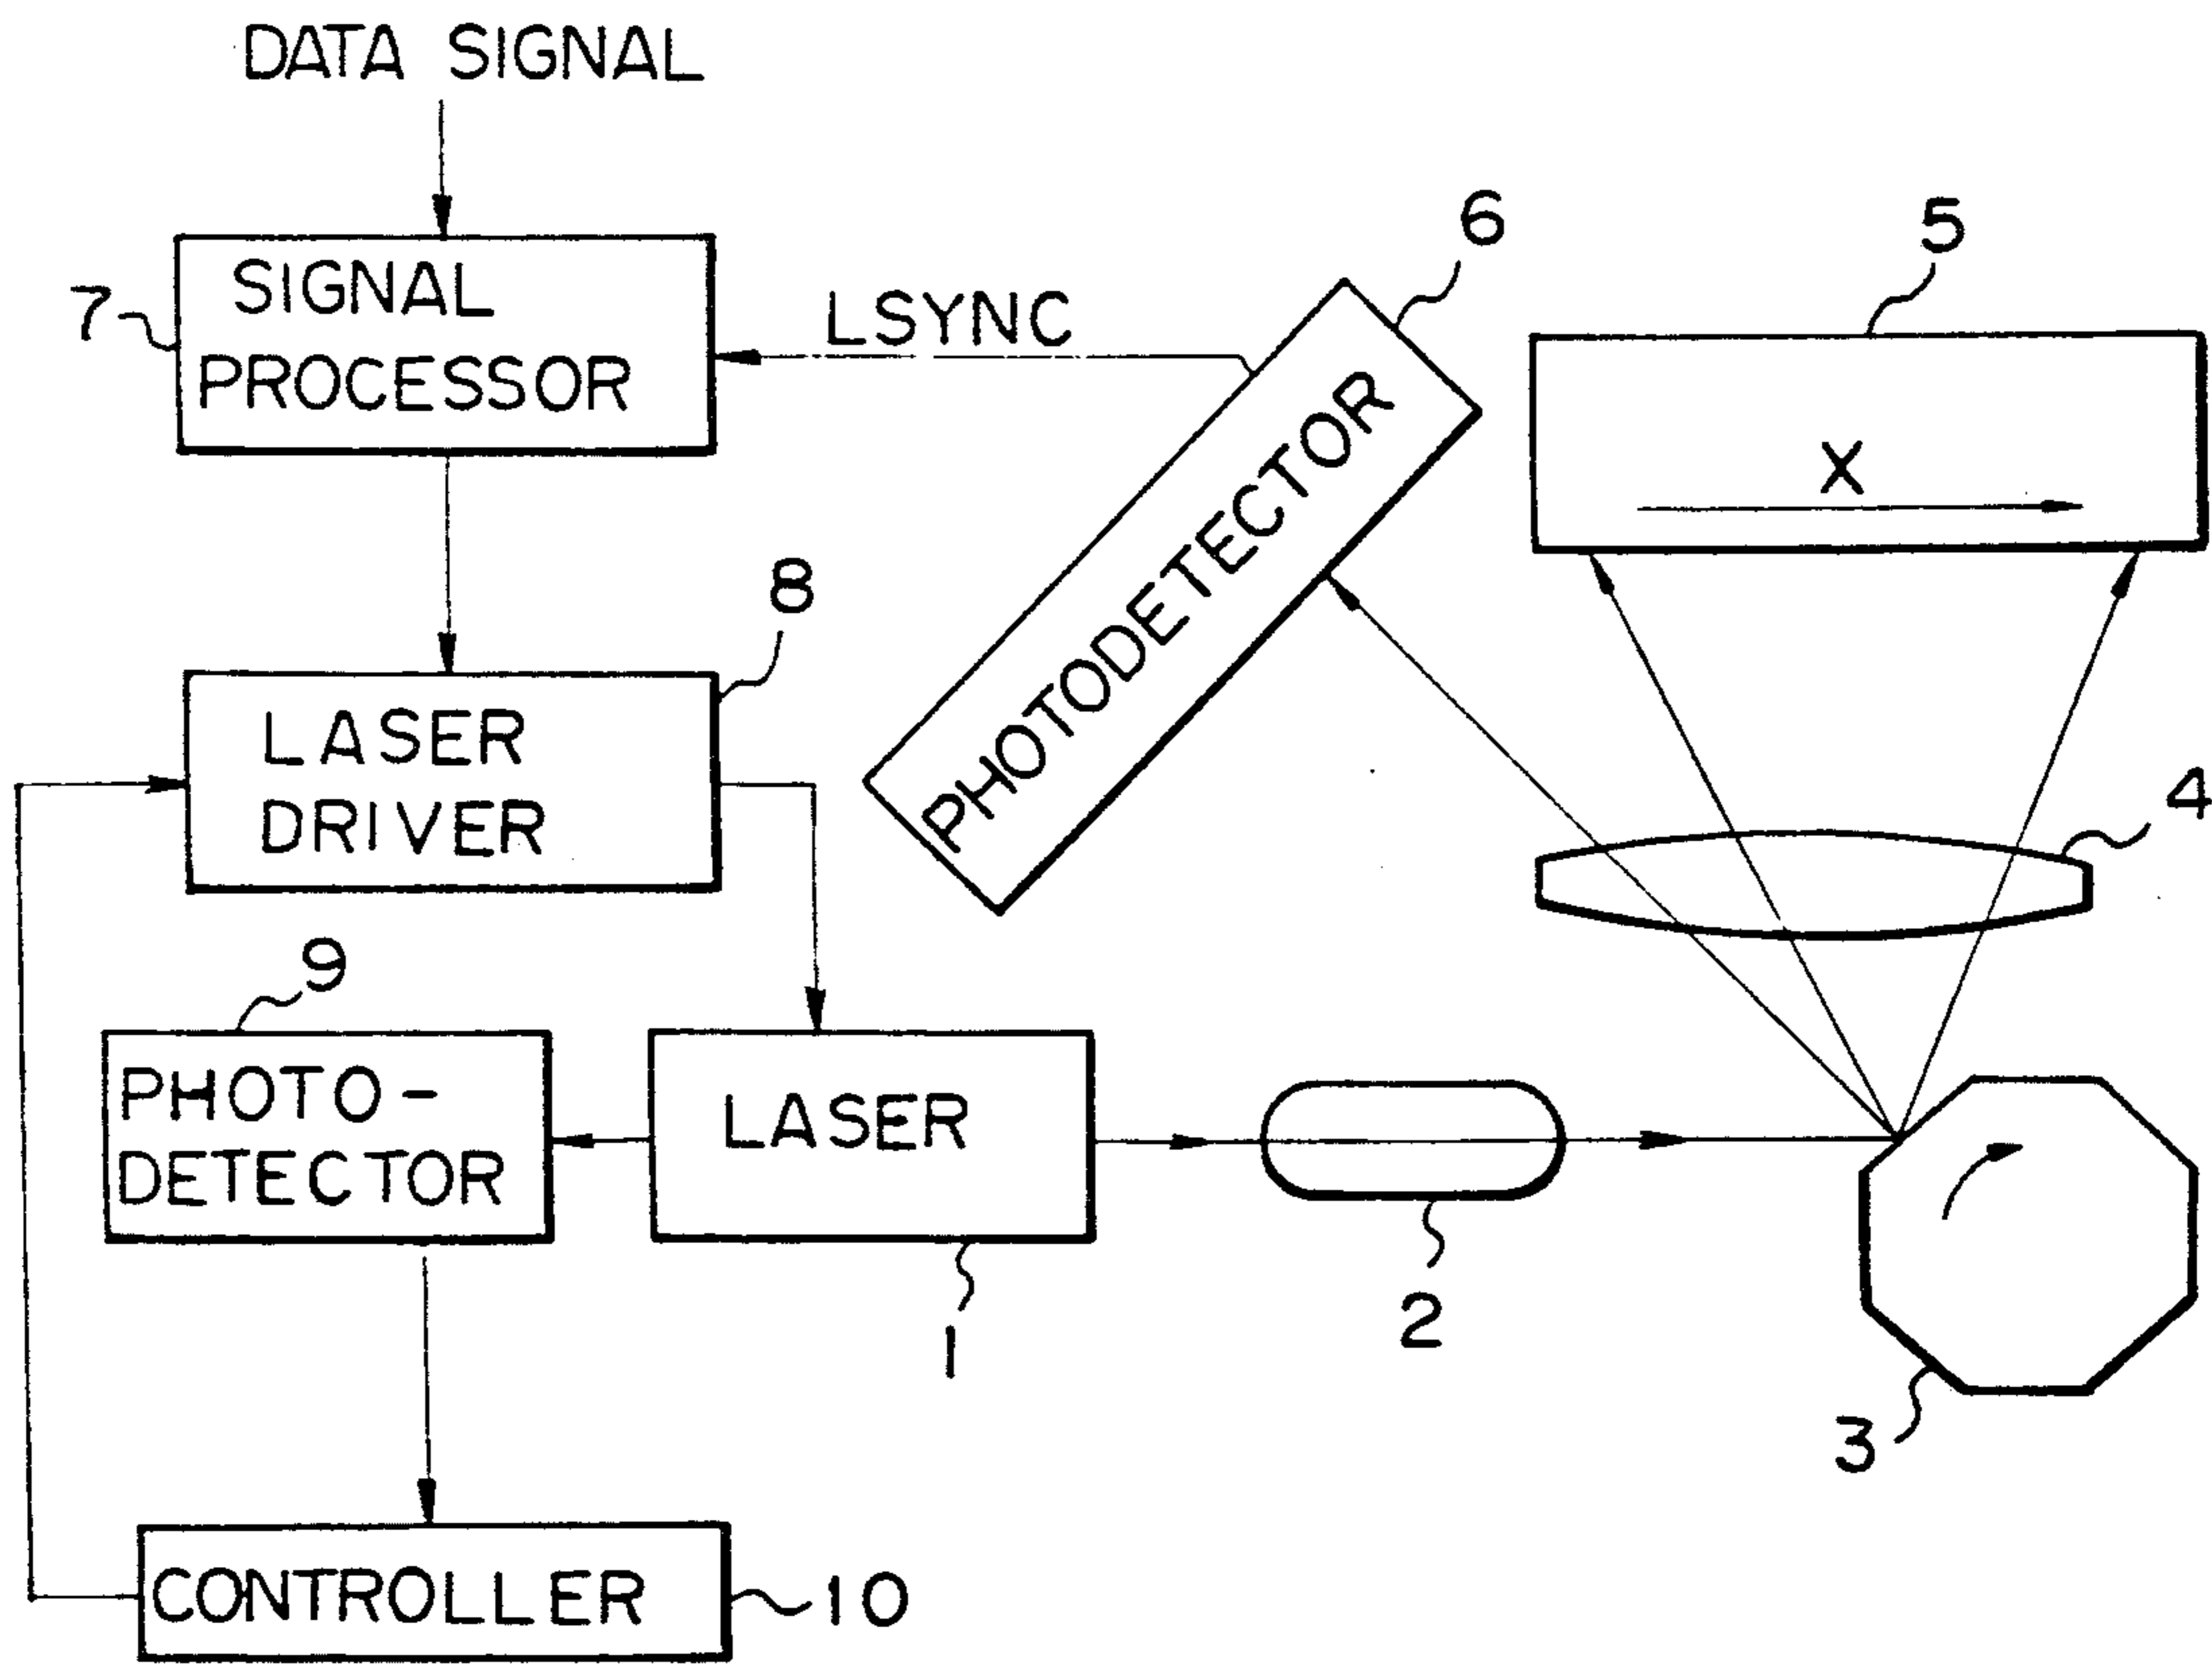 DATA SIGNAL
6
5
SIGNAL
PROCESSOR
7
LSYNC
PHOTODETECTOR
X
8
LASER
DRIVER
4
9
PHOTO-
DETECTOR
LASER
1
2
3
CONTROLLER
10